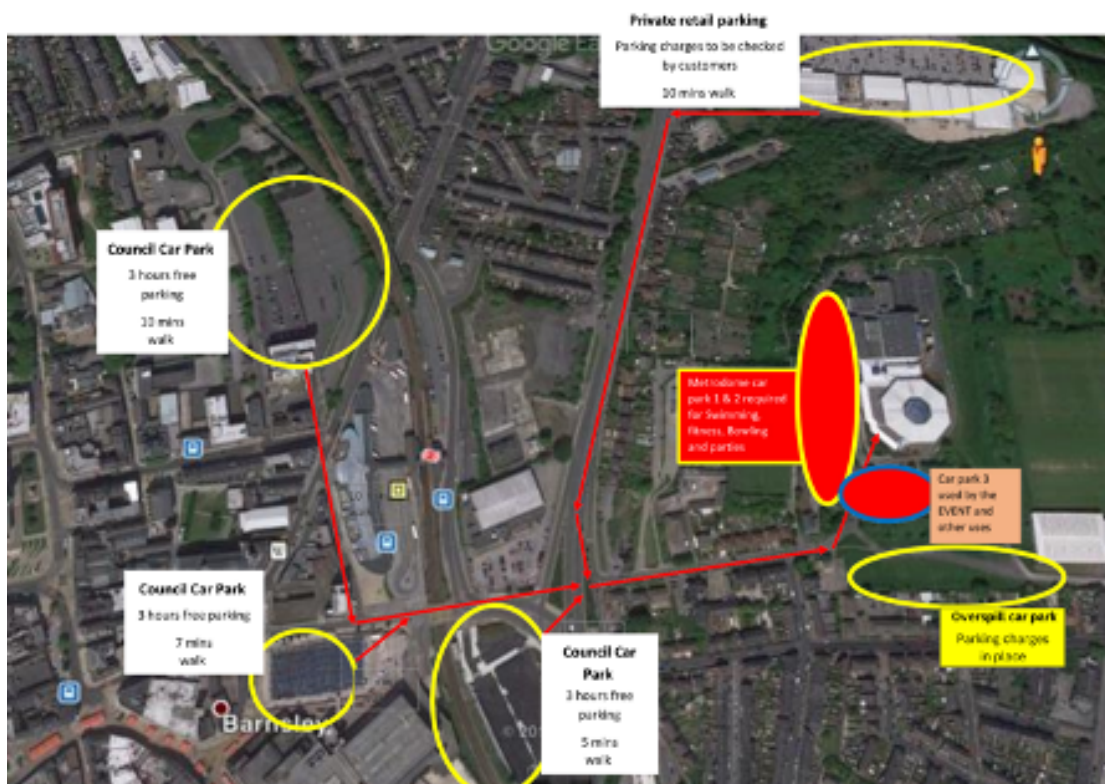 Private retail parking
Parking charges to be checked
by customers
10 mins walk
Google Ea
Council Car Park
3 hours free
parking
10 mins
walk
Metrodome car
park 1 & 2 required
for Swimming,
fitness, Bowling
and parties
Car park 3
used by the
EVENT and
other uses
Council Car Park
3 hours free parking
7 mins
walk
Overspill car park
Parking charges
in place
Council Car
Park
3 hours free
parking
5 mins
walk
Barnsley
© 20